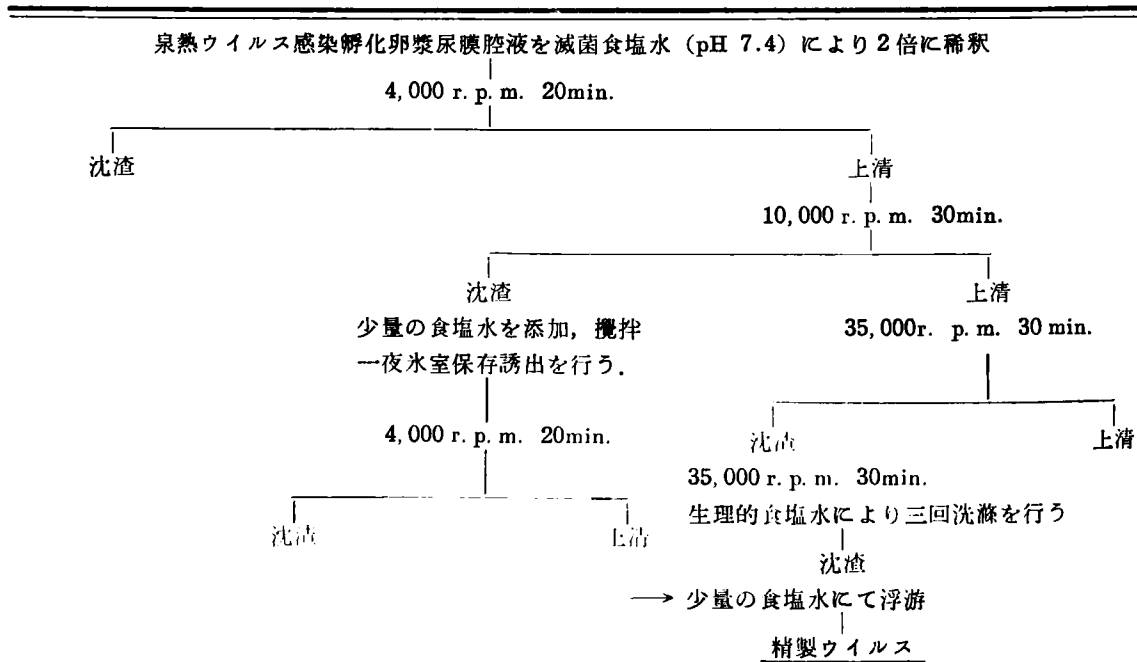 泉熱ウイルス感染孵化卵漿尿膜腔液を滅菌食塩水 (pH 7.4) により2倍に稀釈
4,000 r. p. m. 20min.
沈渣
上清
10,000 r. p. m. 30min.
沈渣
上清
少量の食塩水を添加, 攪拌
35,000r. p. m. 30 min.
一夜氷室保存誘出を行う.
4,000 r. p. m. 20min.
沈渣
上清
35,000 r. p. m. 30min.
生理的食塩水により三回洗滌を行う
沈渣
上清
沈渣
→ 少量の食塩水にて浮游
精製ウイルス